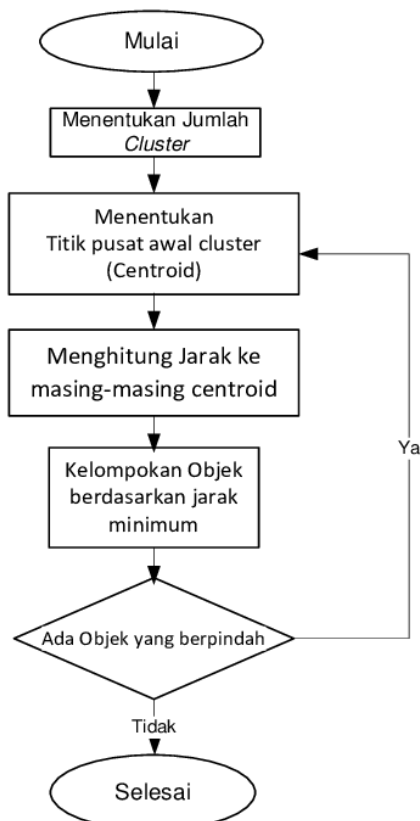 Mulai
Menentukan Jumlah
Cluster
Menentukan
Titik pusat awal cluster
(Centroid)
Menghitung Jarak ke
masing-masing centroid
Kelompokan Objek
berdasarkan jarak
minimum
Ya
Ada Objek yang berpindah
Tidak
Selesai